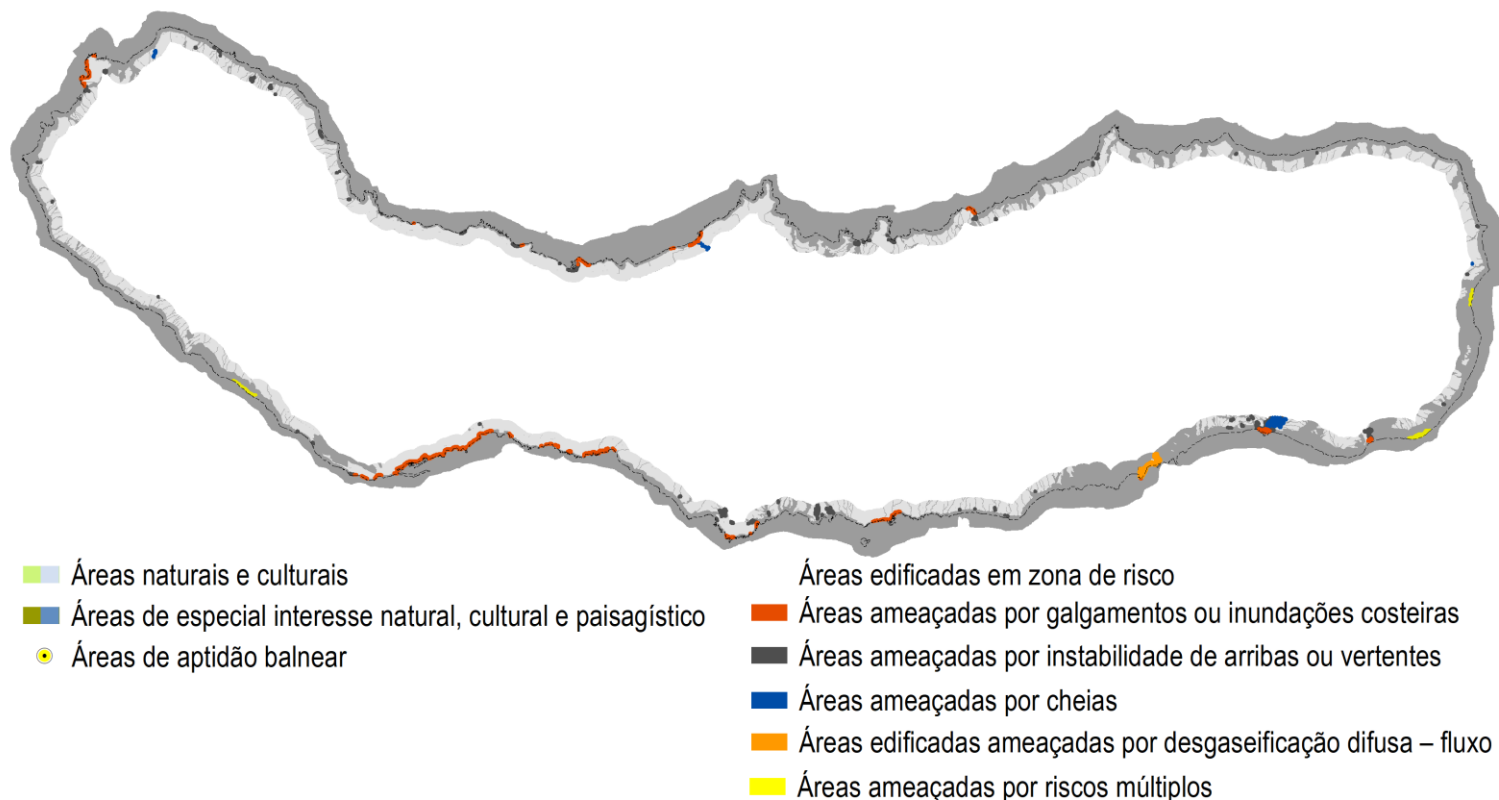 Áreas naturais e culturais
Áreas de especial interesse natural, cultural e paisagístico
Áreas de aptidão balnear
Áreas edificadas em zona de risco
Áreas ameaçadas por galgamentos ou inundações costeiras
Áreas ameaçadas por instabilidade de arribas ou vertentes
Áreas ameaçadas por cheias
Áreas edificadas ameaçadas por desgaseificação difusa – fluxo
Áreas ameaçadas por riscos múltiplos